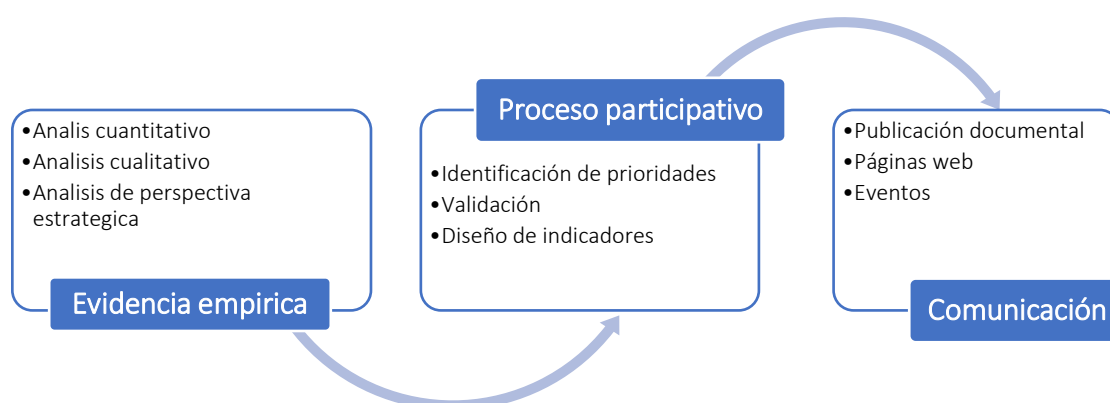 •Analis cuantitativo
•Analisis cualitativo
•Analisis de perspectiva
estrategica
Evidencia empirica
Proceso participativo
•Identificación de prioridades
•Validación
•Diseño de indicadores
•Publicación documental
•Páginas web
•Eventos
Comunicación